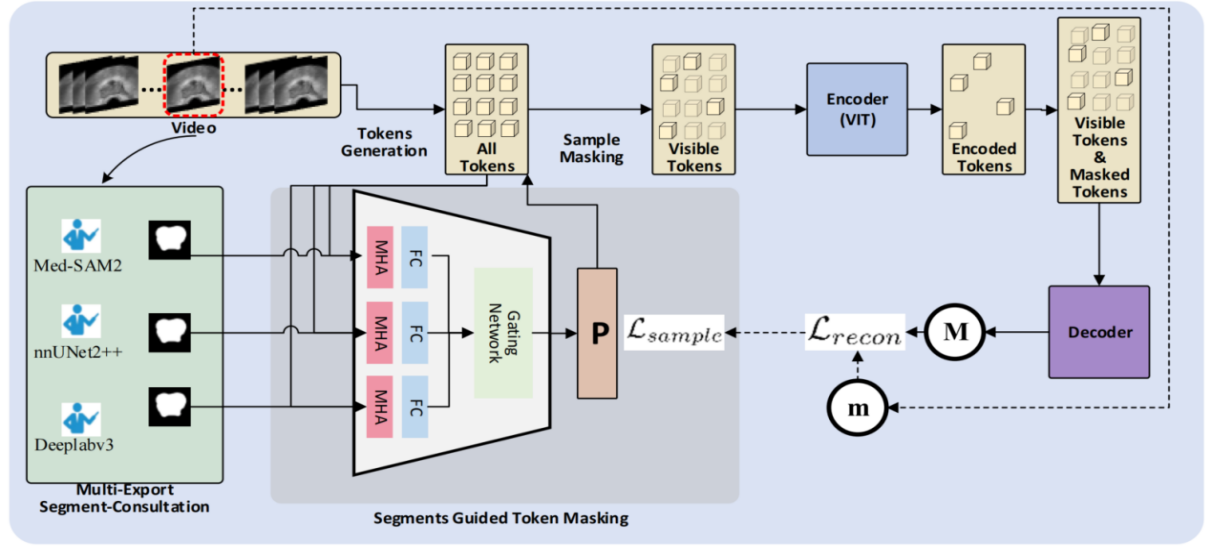 Video
Tokens
Generation
All
Tokens
Sample
Masking
Visible
Tokens
Encoder
(VIT)
Encoded
Tokens
Visible
Tokens
&
Masked
Tokens
Med-SAM2
nnUNet2++
Deeplabv3
Multi-Export
Segment-Consultation
MHA
FC
MHA
FC
MHA
FC
Gating
Network
P
ℒsample
ℒrecon
M
m
Decoder
Segments Guided Token Masking